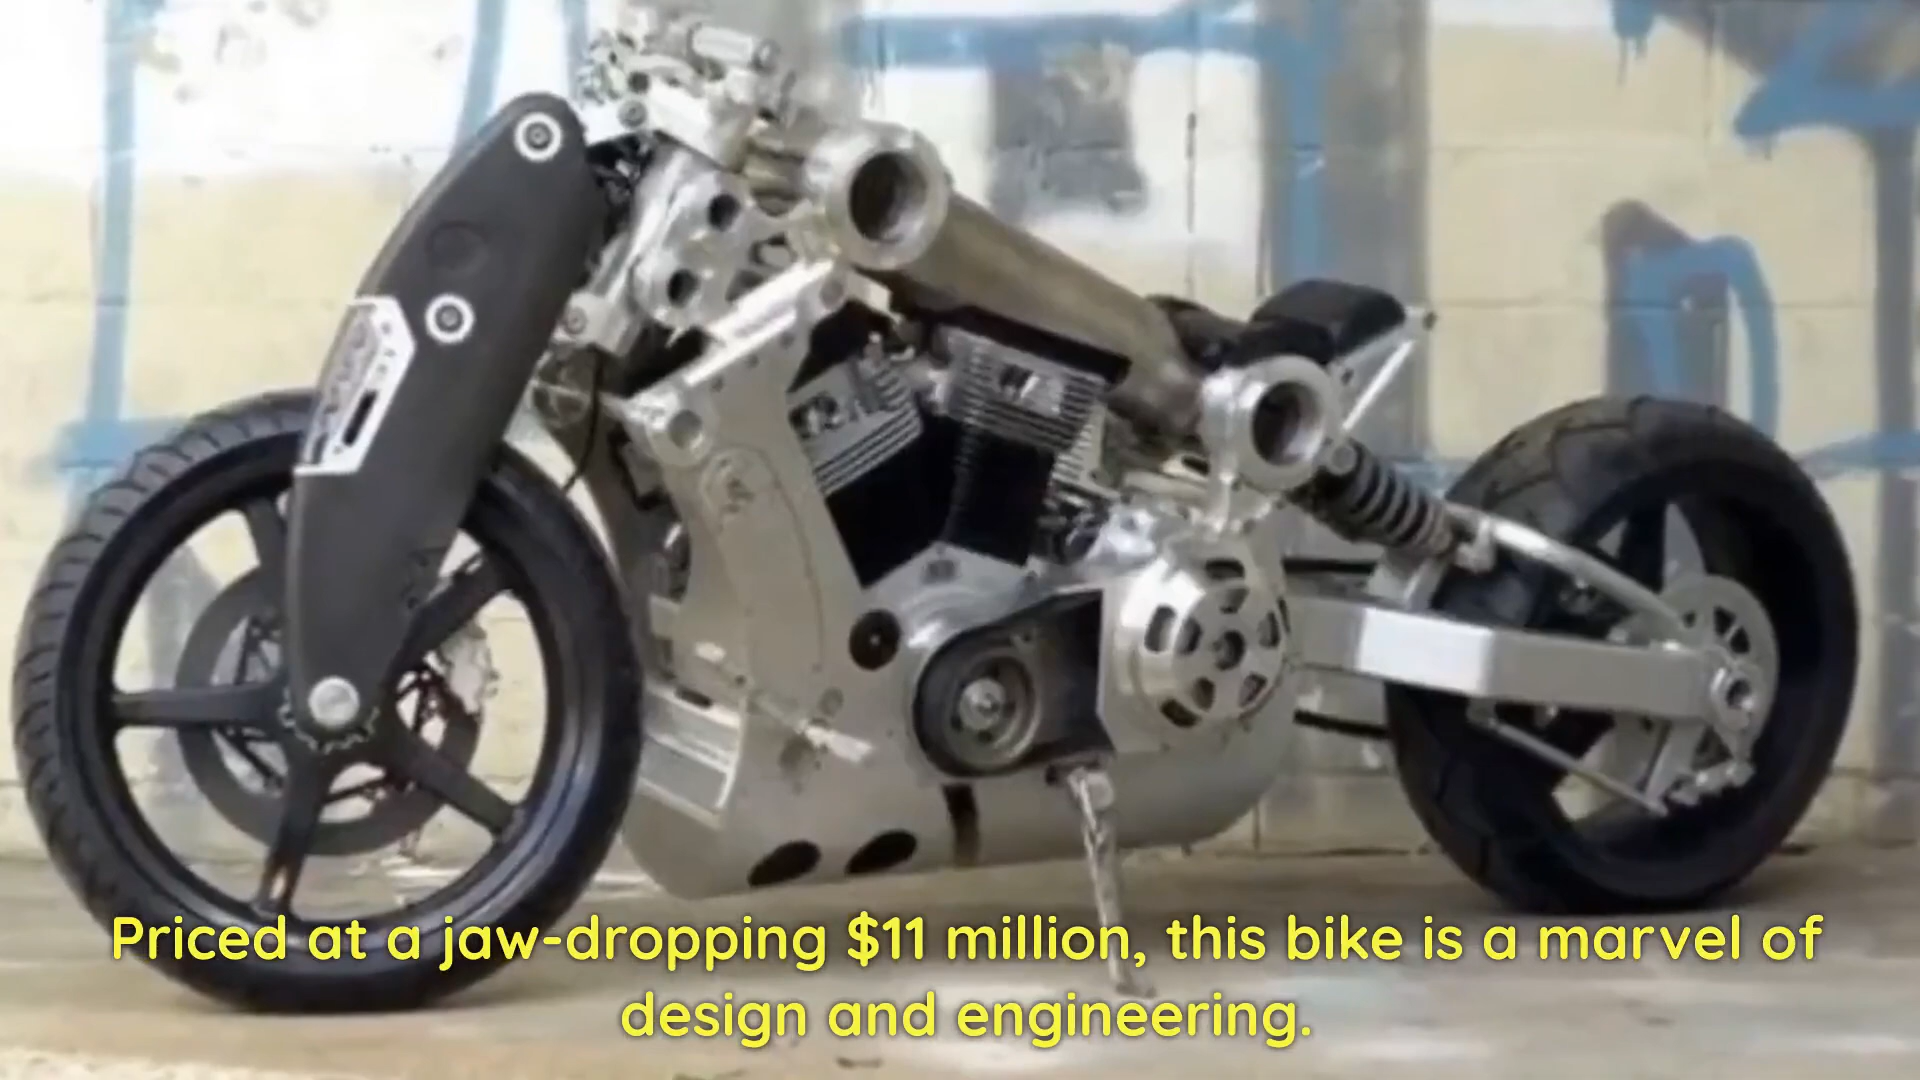 Priced at a jaw-dropping $11 million, this bike is a marvel of
design and engineering.